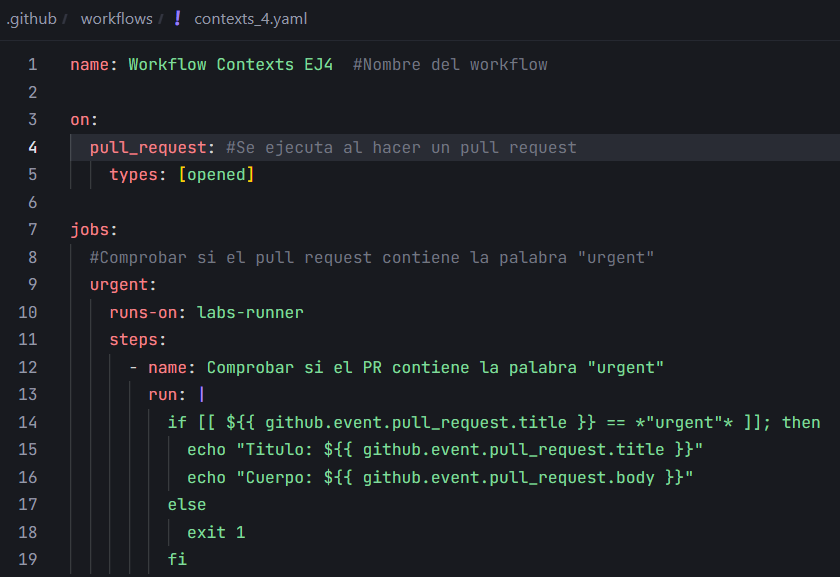 .github / workflows / ! contexts_4.yaml
1 name: Workflow Contexts EJ4  #Nombre del workflow
2
3 on:
4   pull_request: #Se ejecuta al hacer un pull request
5     types: [opened]
6
7 jobs:
8   #Comprobar si el pull request contiene la palabra "urgent"
9   urgent:
10     runs-on: labs-runner
11     steps:
12       - name: Comprobar si el PR contiene la palabra "urgent"
13         run: |
14           if [[ ${{ github.event.pull_request.title }} == *"urgent"* ]]; then
15             echo "Titulo: ${{ github.event.pull_request.title }}"
16             echo "Cuerpo: ${{ github.event.pull_request.body }}"
17           else
18             exit 1
19           fi